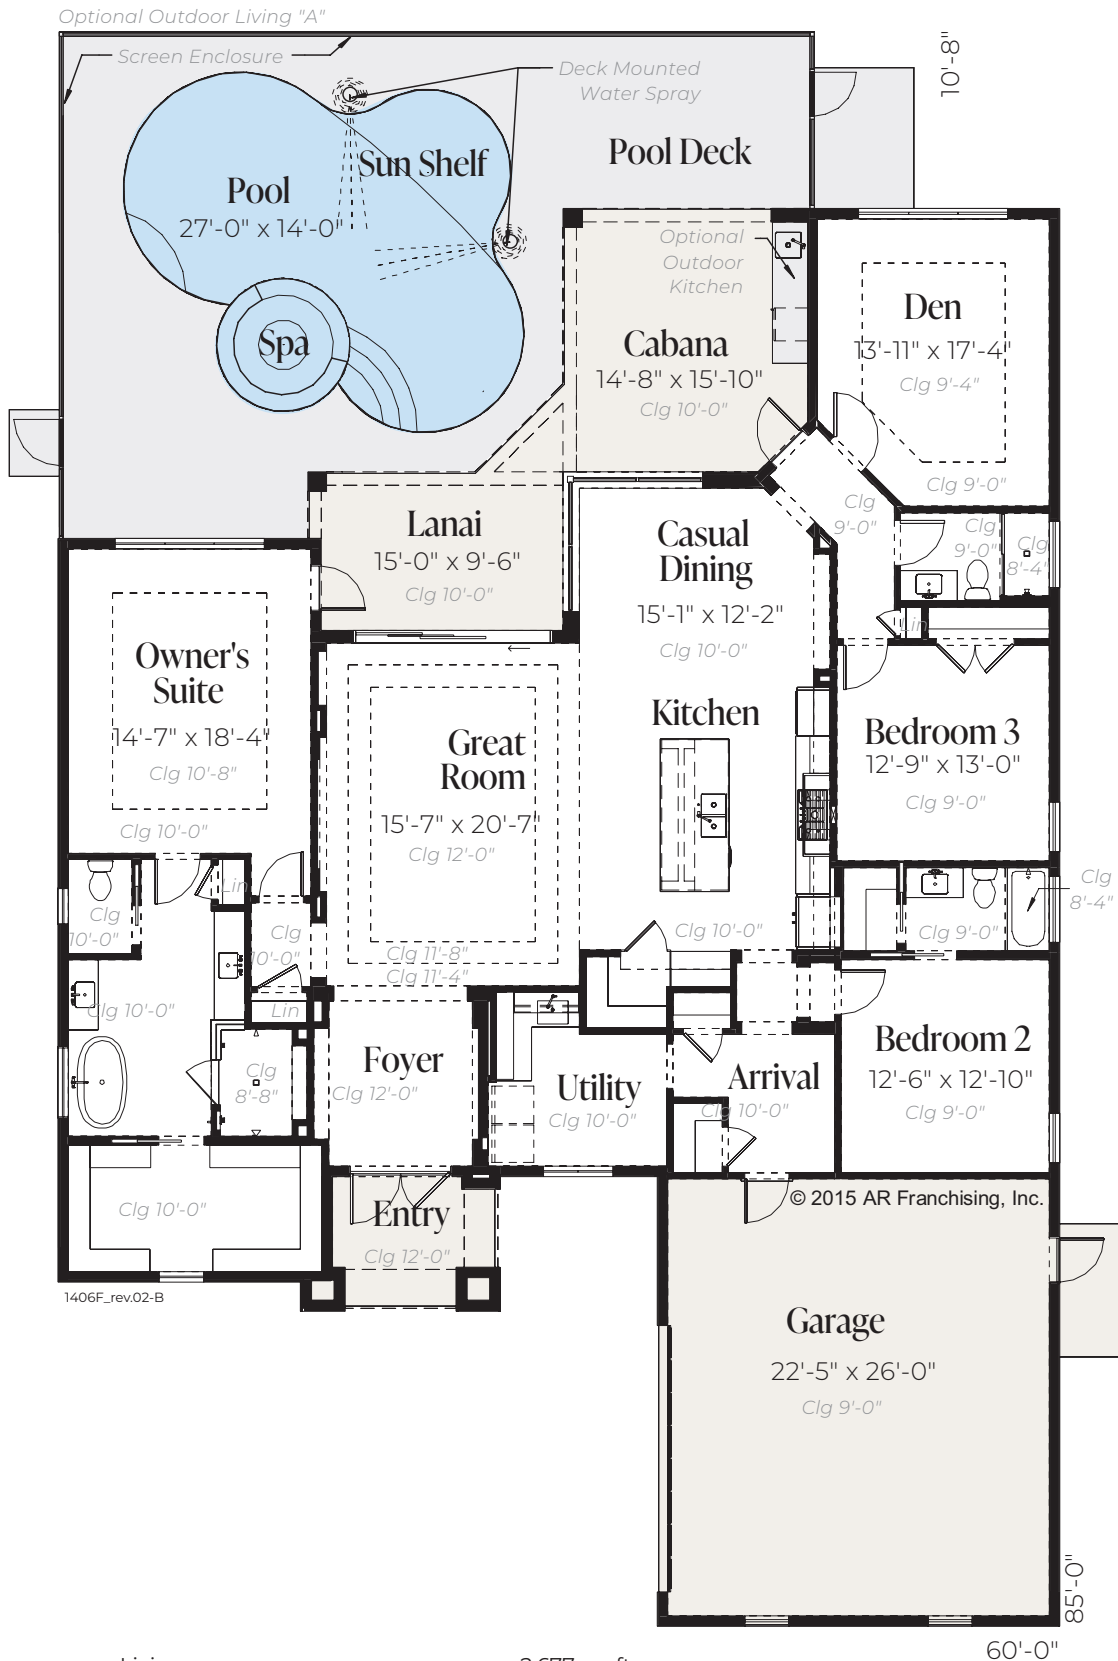 Optional Outdoor Living "A"
Screen Enclosure
Deck Mounted
Water Spray
10'-8"
Pool Deck
Sun Shelf
Pool
27'-0" x 14'-0"
Spa
Optional
Outdoor
Kitchen
Cabana
14'-8" x 15'-10"
Clg 10'-0"
Den
13'-11" x 17'-4"
Clg 9'-4"
Clg 9'-0"
Clg
9'-0"
Clg
9'-0"
Clg
8'-4"
Lin
Lanai
15'-0" x 9'-6"
Clg 10'-0"
Casual
Dining
15'-1" x 12'-2"
Clg 10'-0"
Owner's
Suite
14'-7" x 18'-4"
Clg 10'-8"
Clg 10'-0"
Great
Room
15'-7" x 20'-7"
Clg 12'-0"
Clg 11'-8"
Clg 11'-4"
Kitchen
Clg 10'-0"
Bedroom 3
12'-9" x 13'-0"
Clg 9'-0"
Clg
8'-4"
Clg 9'-0"
Lin
Clg
10'-0"
Clg
10'-0"
Lin
Clg 10'-0"
Clg
8'-8"
Foyer
Clg 12'-0"
Utility
Clg 10'-0"
Arrival
Clg 10'-0"
Bedroom 2
12'-6" x 12'-10"
Clg 9'-0"
Clg 10'-0"
Entry
Clg 12'-0"
© 2015 AR Franchising, Inc.
1406F_rev.02-B
Garage
22'-5" x 26'-0"
Clg 9'-0"
85'-0"
60'-0"